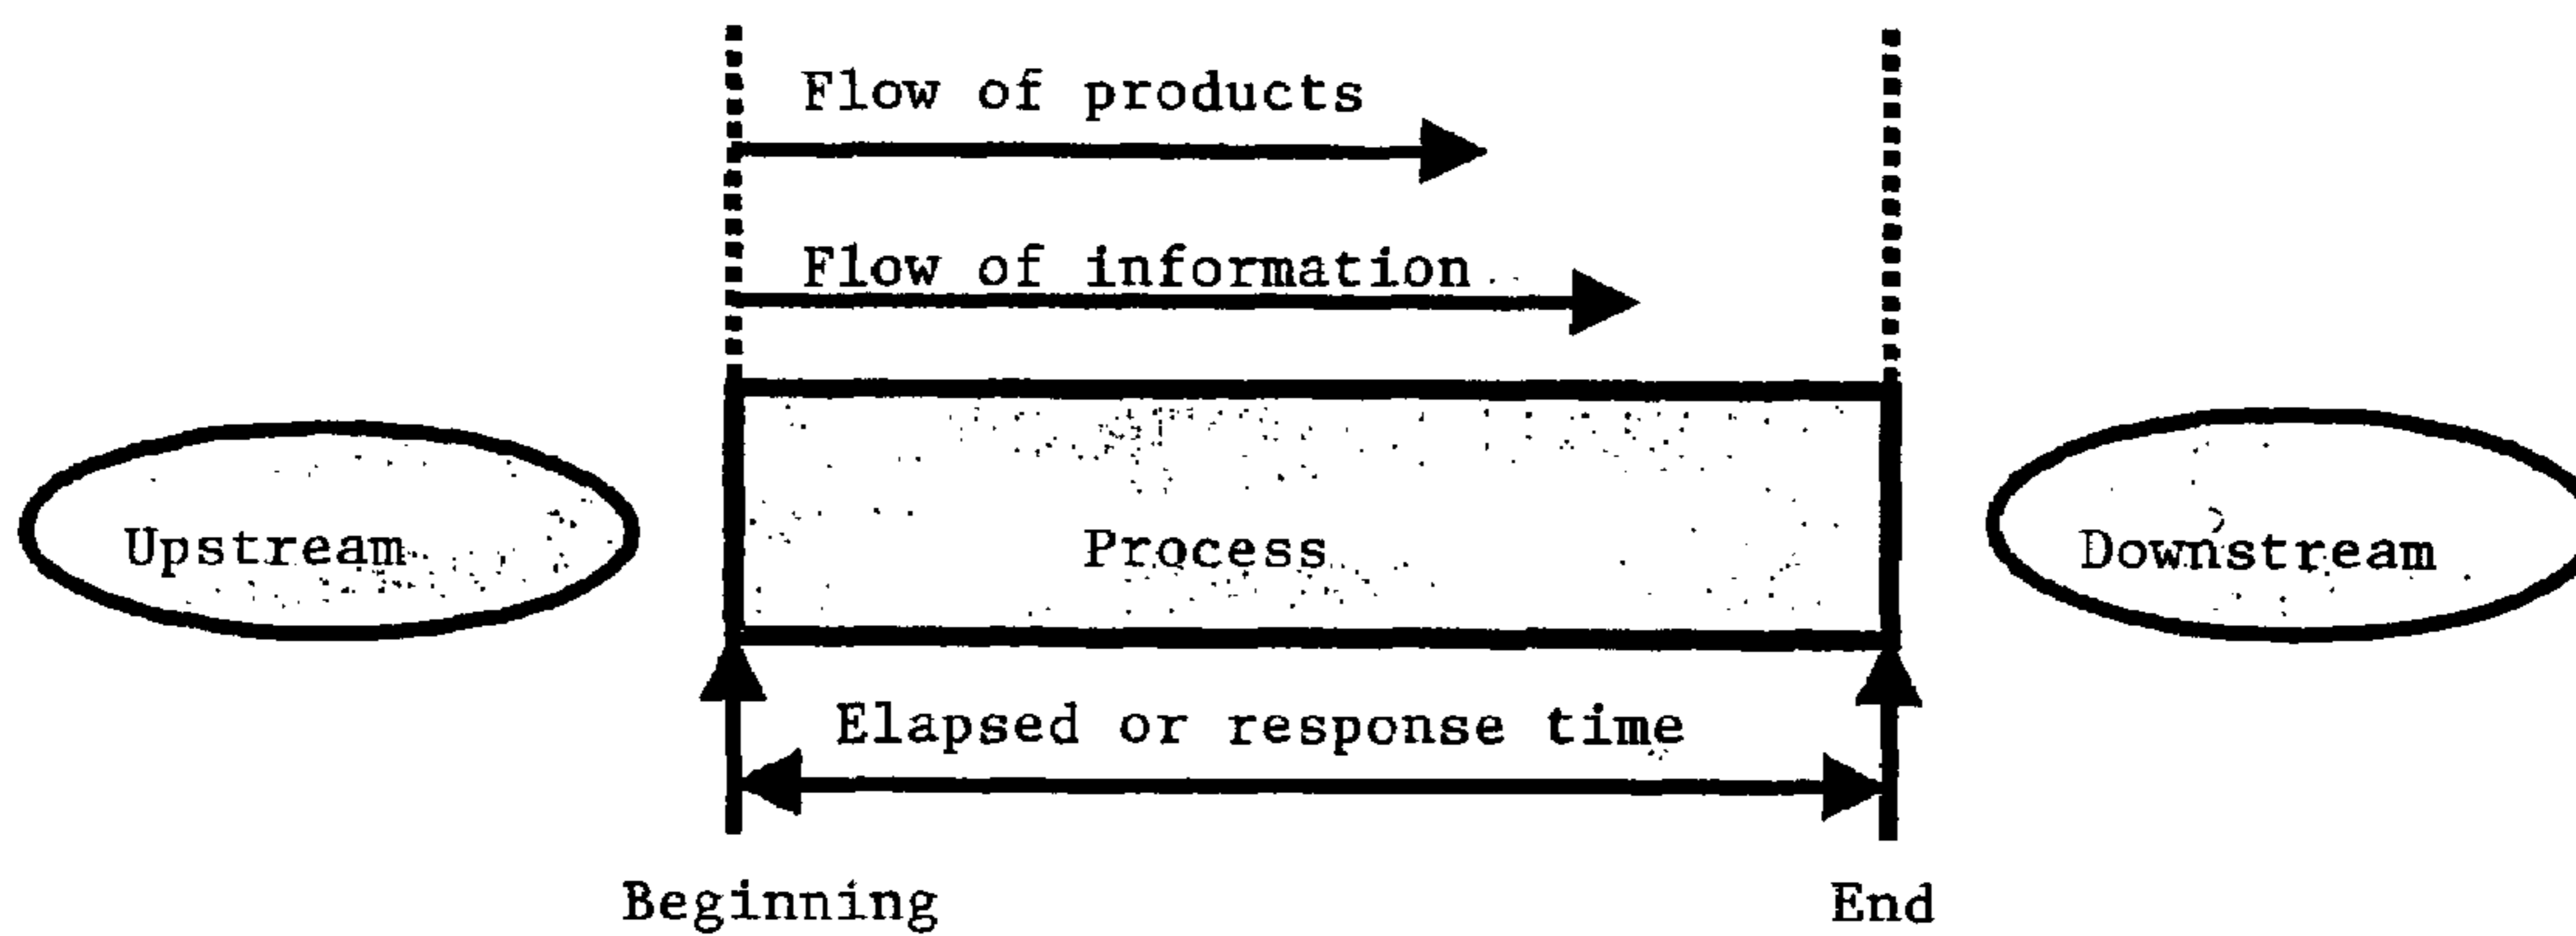 Flow of products
Flow of information
Upstream
Process
Downstream
Elapsed or response time
Beginning
End